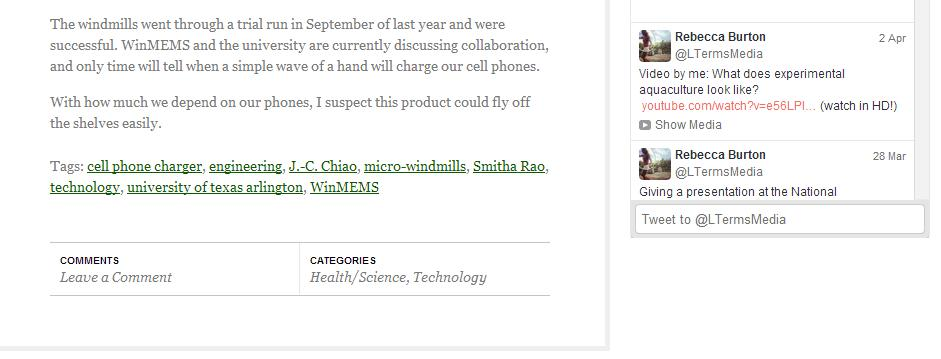 The windmills went through a trial run in September of last year and were
successful. WinMEMS and the university are currently discussing collaboration,
and only time will tell when a simple wave of a hand will charge our cell phones.
With how much we depend on our phones, I suspect this product could fly off
the shelves easily.
Tags: cell phone charger, engineering, J.-C. Chiao, micro-windmills, Smitha Rao,
technology, university of texas arlington, WinMEMS
COMMENTS
Leave a Comment
CATEGORIES
Health/Science, Technology
Rebecca Burton 2 Apr
@LTermsMedia
Video by me: What does experimental
aquaculture look like?
youtube.com/watch?v=e56LPI... (watch in HD!)
Show Media
Rebecca Burton 28 Mar
@LTermsMedia
Giving a presentation at the National
Tweet to @LTermsMedia